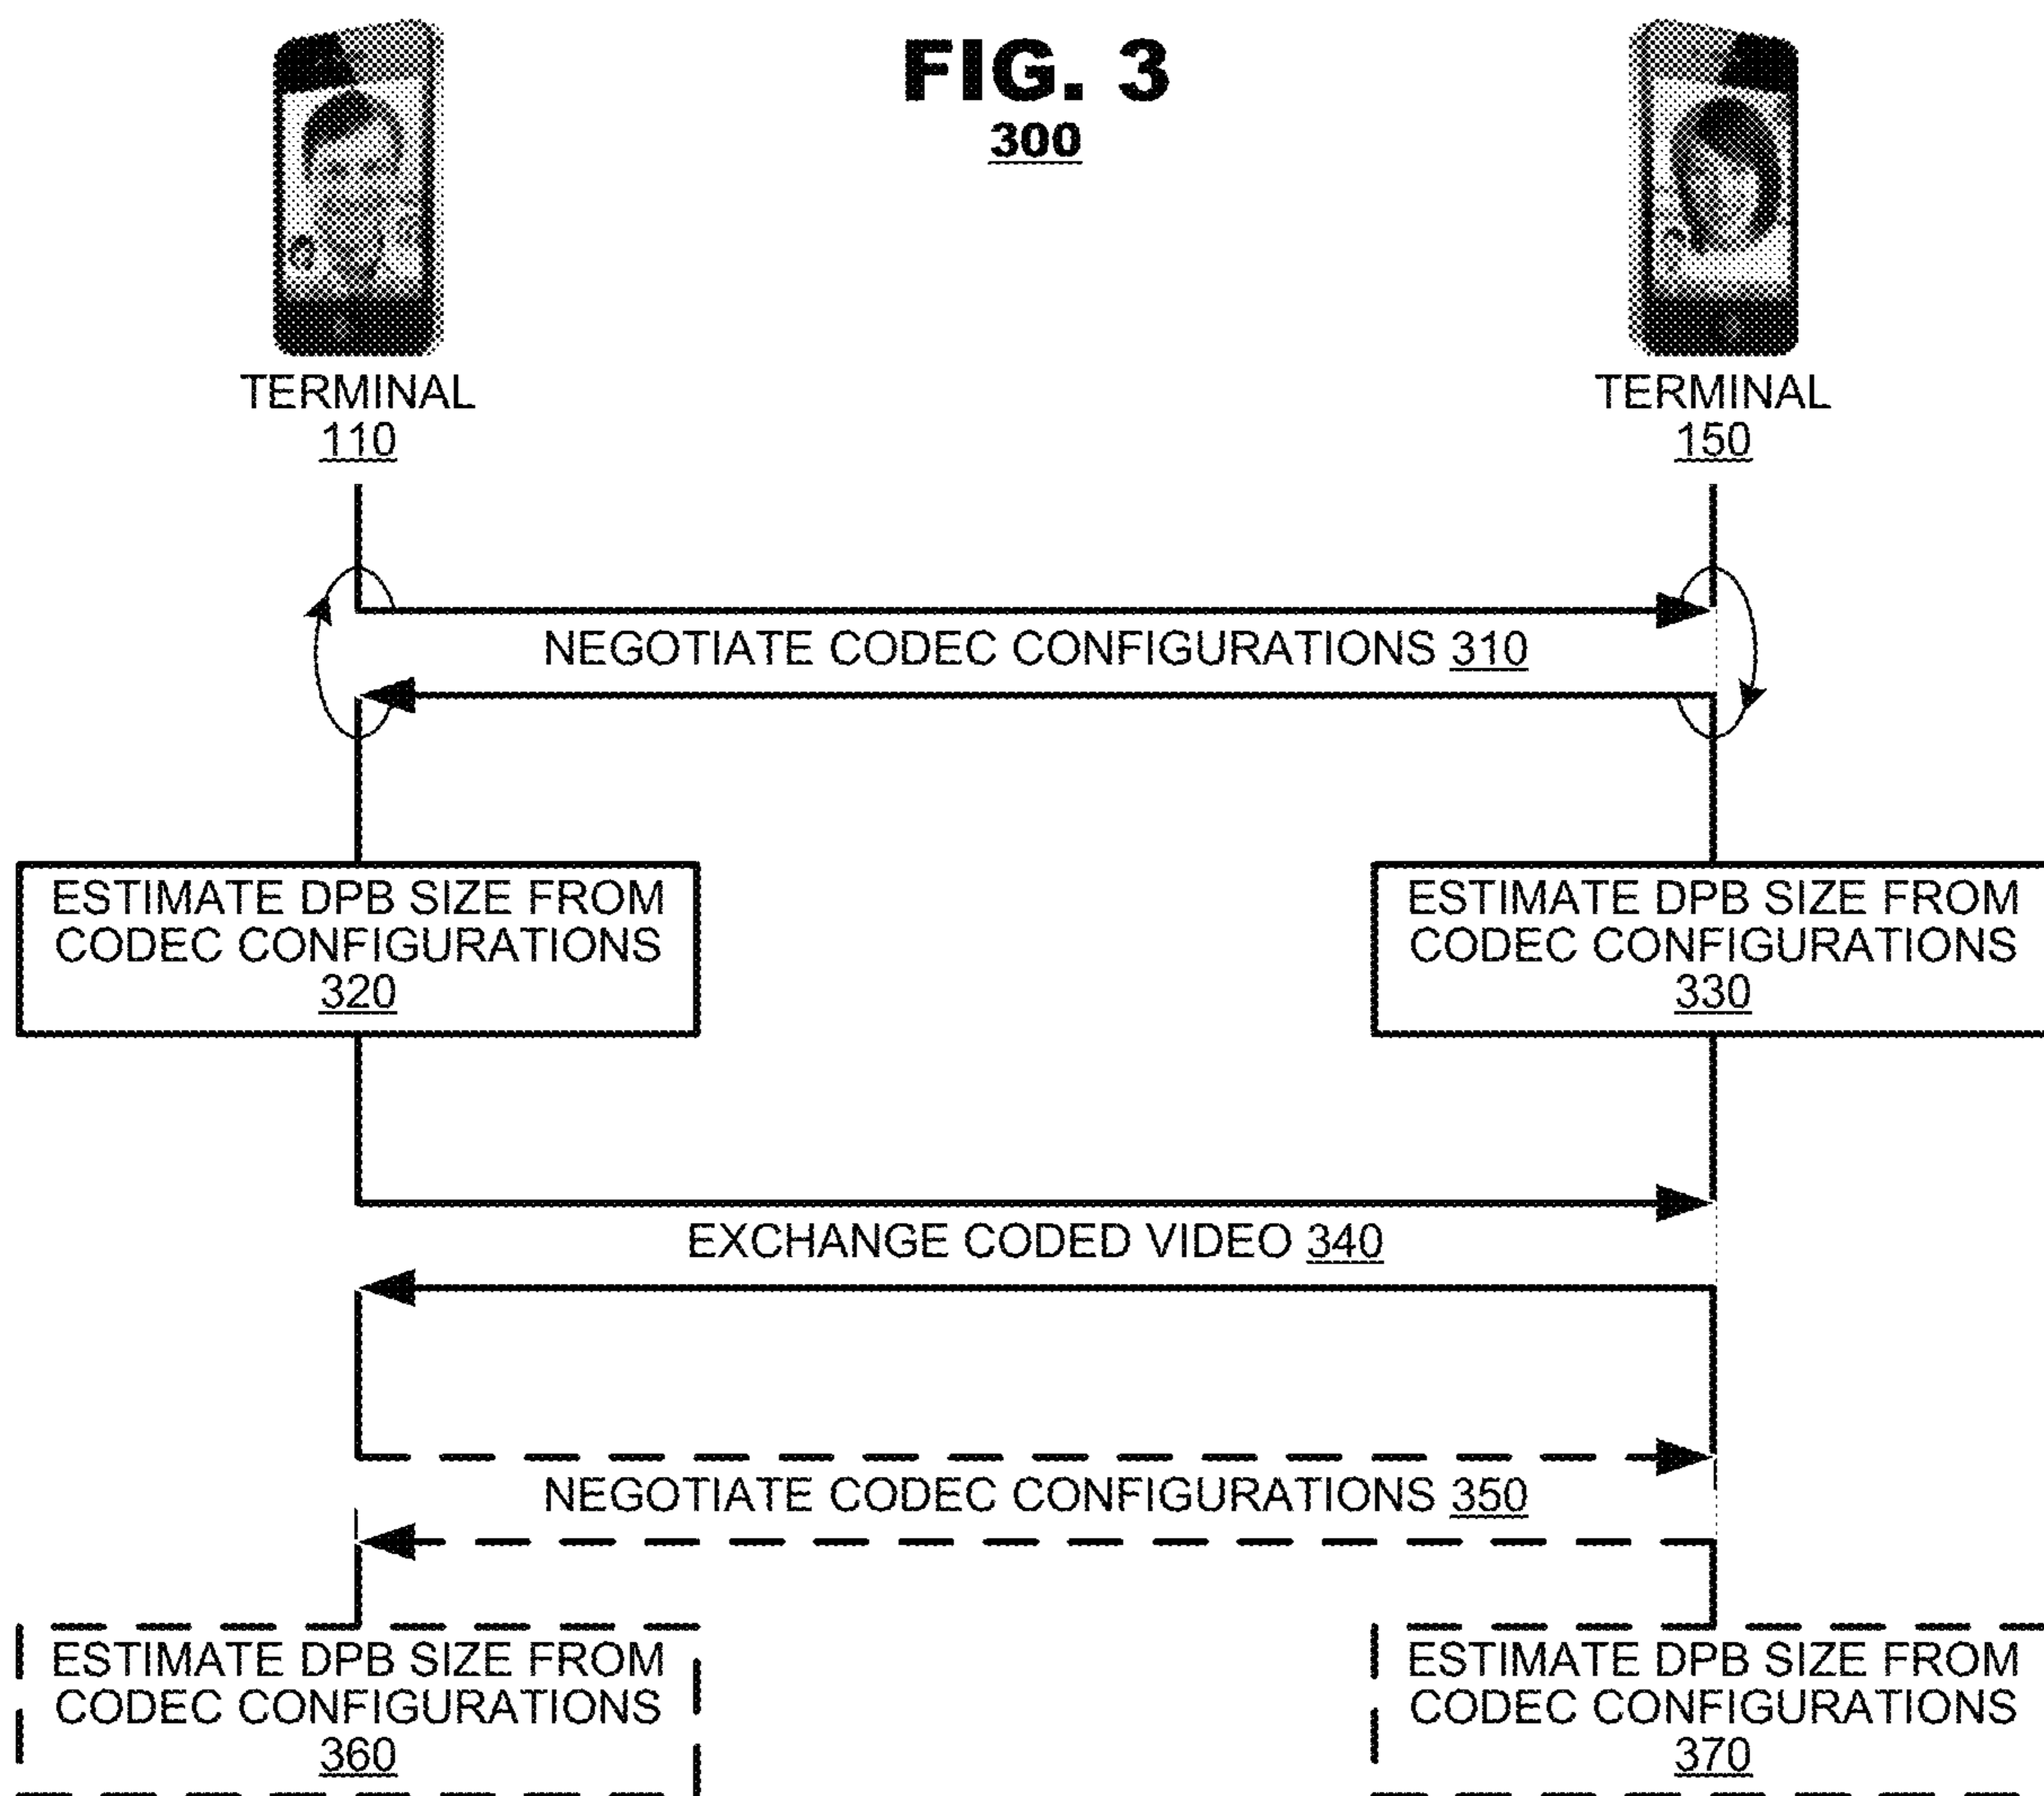 FIG. 3
300
TERMINAL
110
TERMINAL
150
NEGOTIATE CODEC CONFIGURATIONS 310
ESTIMATE DPB SIZE FROM
CODEC CONFIGURATIONS
320
ESTIMATE DPB SIZE FROM
CODEC CONFIGURATIONS
330
EXCHANGE CODED VIDEO 340
NEGOTIATE CODEC CONFIGURATIONS 350
ESTIMATE DPB SIZE FROM
CODEC CONFIGURATIONS
360
ESTIMATE DPB SIZE FROM
CODEC CONFIGURATIONS
370